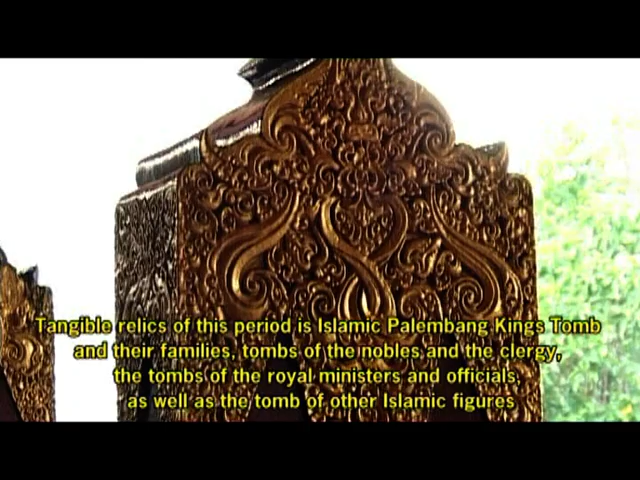 Tangible relics of this period is Islamic Palembang Kings Tomb
and their families, tombs of the nobles and the clergy,
the tombs of the royal ministers and officials,
as well as the tomb of other Islamic figures